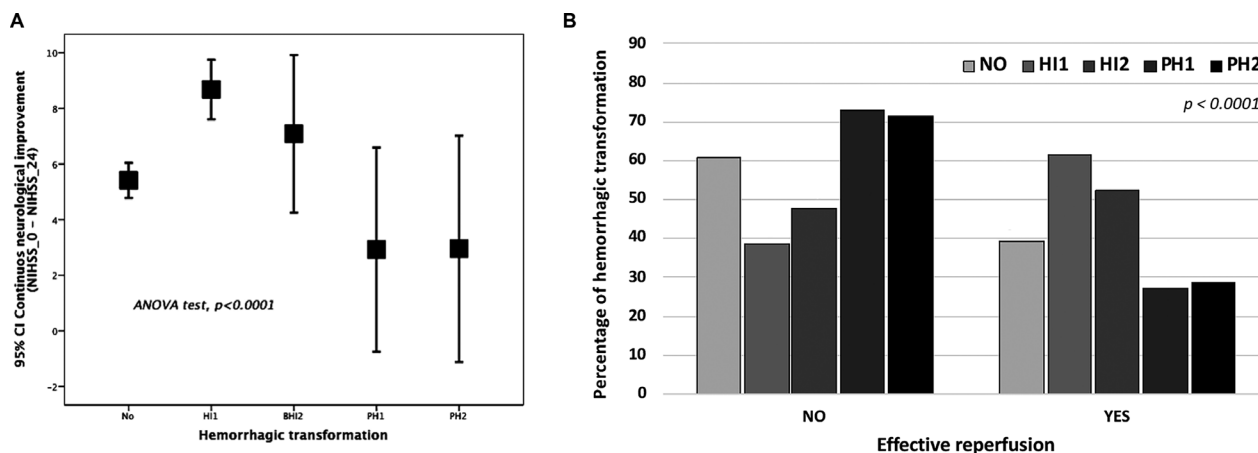 A
95% CI Continuos neurological improvement
(NIHSS_0 – NIHSS_24)
10
8
6
4
2
0
−2
ANOVA test, p<0.0001
No
HI1
BHI2
PH1
PH2
Hemorrhagic transformation
B
Percentage of hemorrhagic transformation
90
80
70
60
50
40
30
20
10
0
NO HI1 HI2 PH1 PH2
p < 0.0001
NO
YES
Effective reperfusion